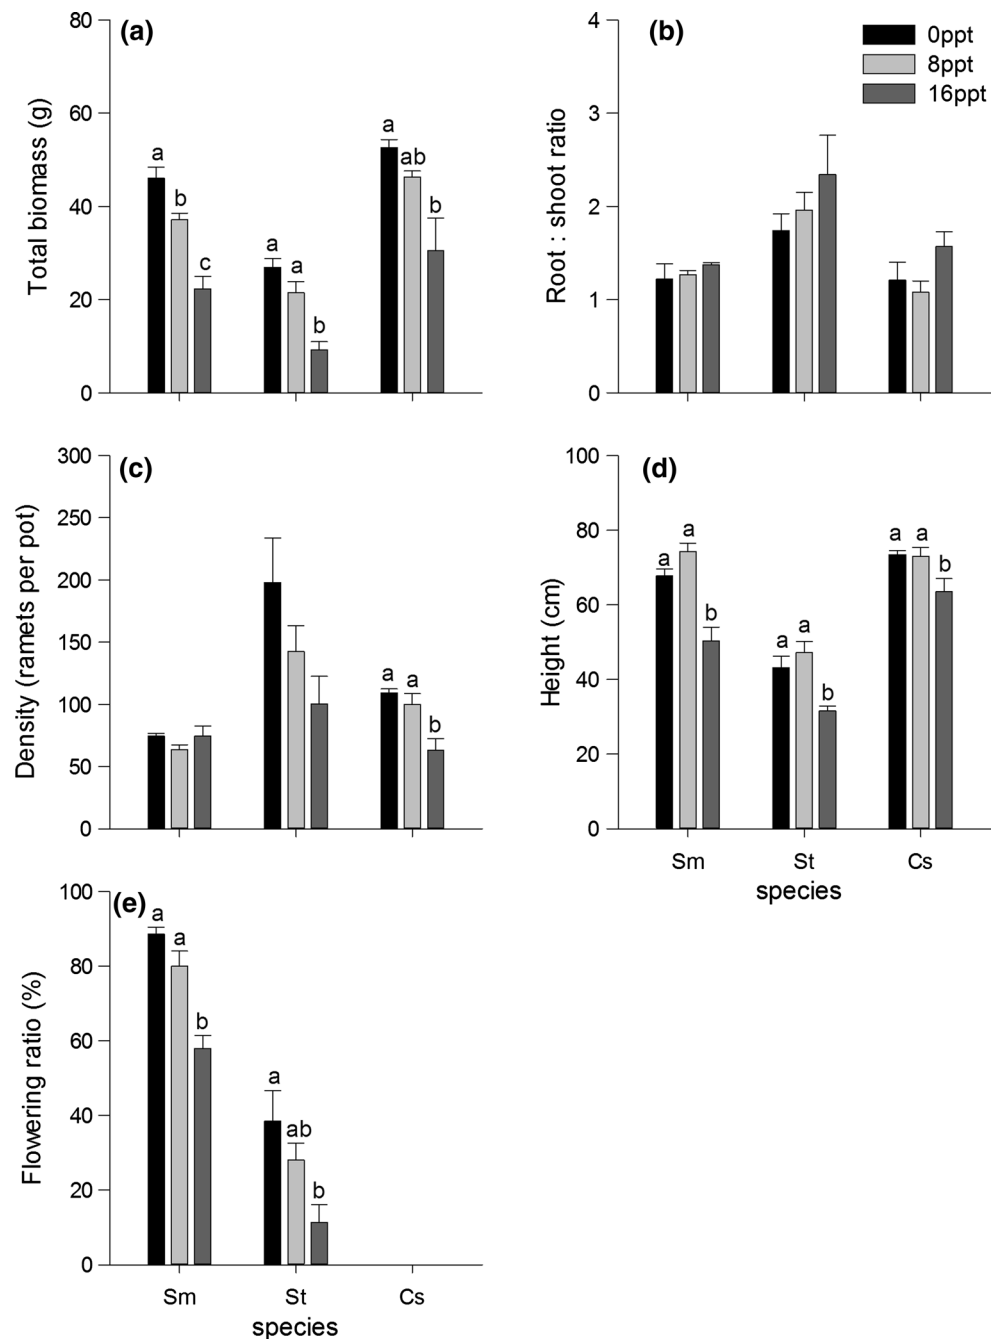 (a)
Total biomass (g)
80
60
40
20
0
a
b
c
a
a
b
a
ab
b
(b)
0ppt
8ppt
16ppt
Root : shoot ratio
4
3
2
1
0
(c)
Density (ramets per pot)
300
250
200
150
100
50
0
a
a
b
(d)
Height (cm)
100
80
60
40
20
0
a
a
b
a
a
b
a
a
b
Sm
St
Cs
species
(e)
Flowering ratio (%)
100
80
60
40
20
0
a
a
b
a
ab
b
Sm
St
Cs
species